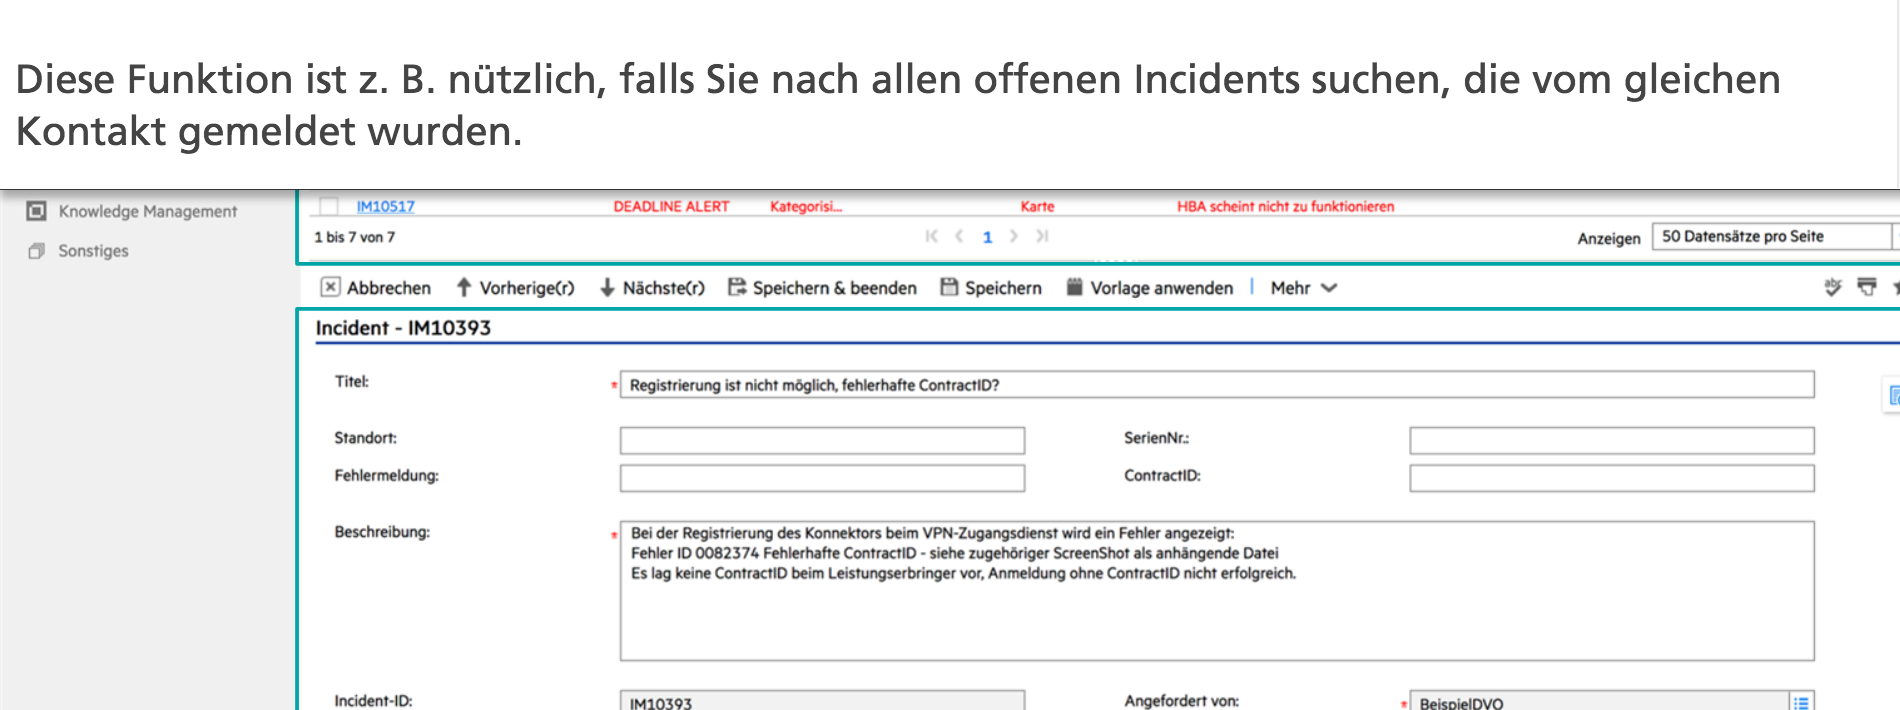 Diese Funktion ist z. B. nützlich, falls Sie nach allen offenen Incidents suchen, die vom gleichen
Kontakt gemeldet wurden.
Knowledge Management
Sonstiges
IM10517 DEADLINE ALERT Kategorisi... Karte HBA scheint nicht zu funktionieren
1 bis 7 von 7 1 Anzeigen 50 Datensätze pro Seite
Abbrechen Vorherige(r) Nächste(r) Speichern & beenden Speichern Vorlage anwenden Mehr
Incident - IM10393
Titel: * Registrierung ist nicht möglich, fehlerhafte ContractID?
Standort: SerienNr.:
Fehlermeldung: ContractID:
Beschreibung: * Bei der Registrierung des Konnektors beim VPN-Zugangsdienst wird ein Fehler angezeigt:
Fehler ID 0082374 Fehlerhafte ContractID - siehe zugehöriger ScreenShot als anhängende Datei
Es lag keine ContractID beim Leistungserbringer vor, Anmeldung ohne ContractID nicht erfolgreich.
Incident-ID: IM10393 Angefordert von: * BeispielDVO